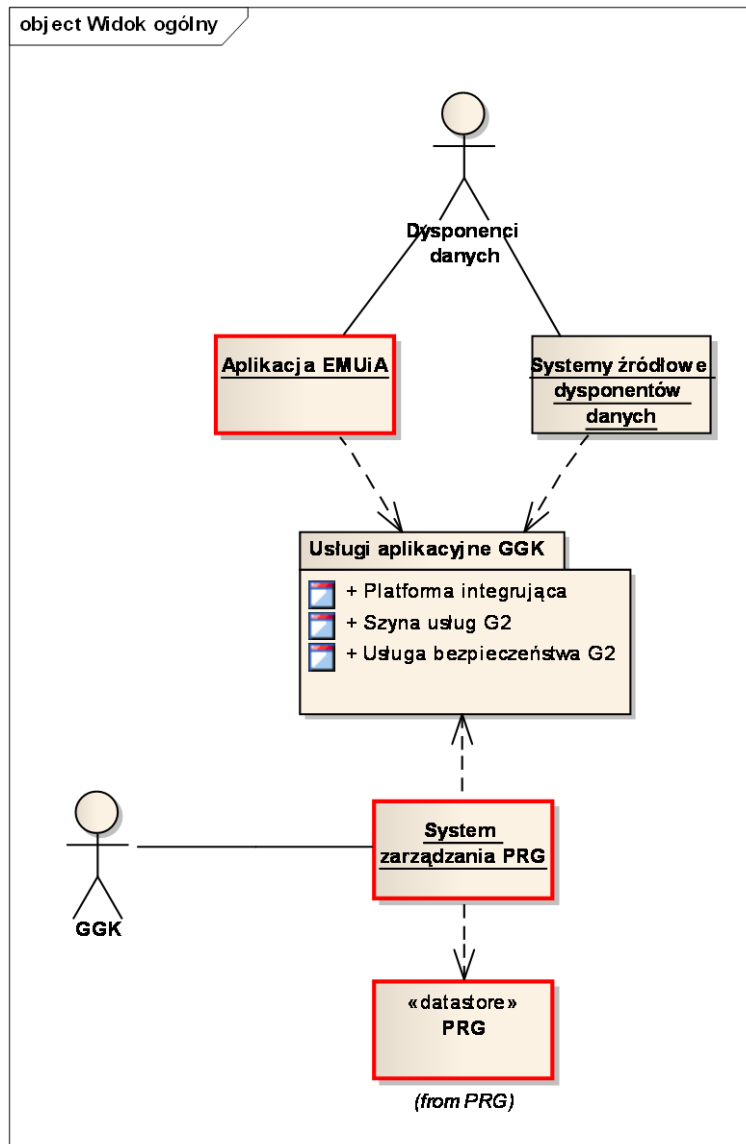 object Widok ogólny
Dysponenci
danych
Aplikacja EMUiA
Systemy źródłowe
dysponentów
danych
Usługi aplikacyjne GGK
+ Platforma integrująca
+ Szyna usług G2
+ Usługa bezpieczeństwa G2
System
zarządzania PRG
GGK
«datastore»
PRG
(from PRG)